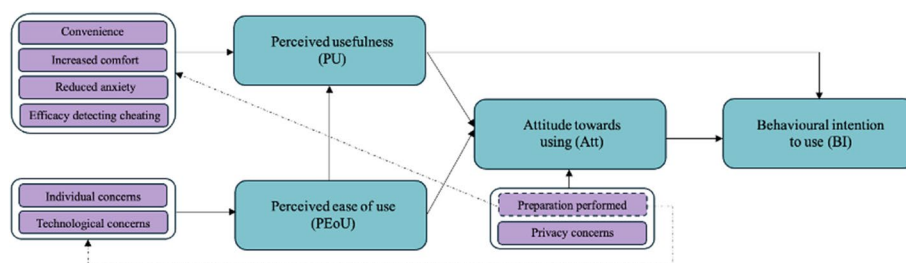 Convenience
Increased comfort
Reduced anxiety
Efficacy detecting cheating
Perceived usefulness
(PU)
Attitude towards
using (Att)
Behavioural intention
to use (BI)
Individual concerns
Technological concerns
Perceived ease of use
(PEoU)
Preparation performed
Privacy concerns